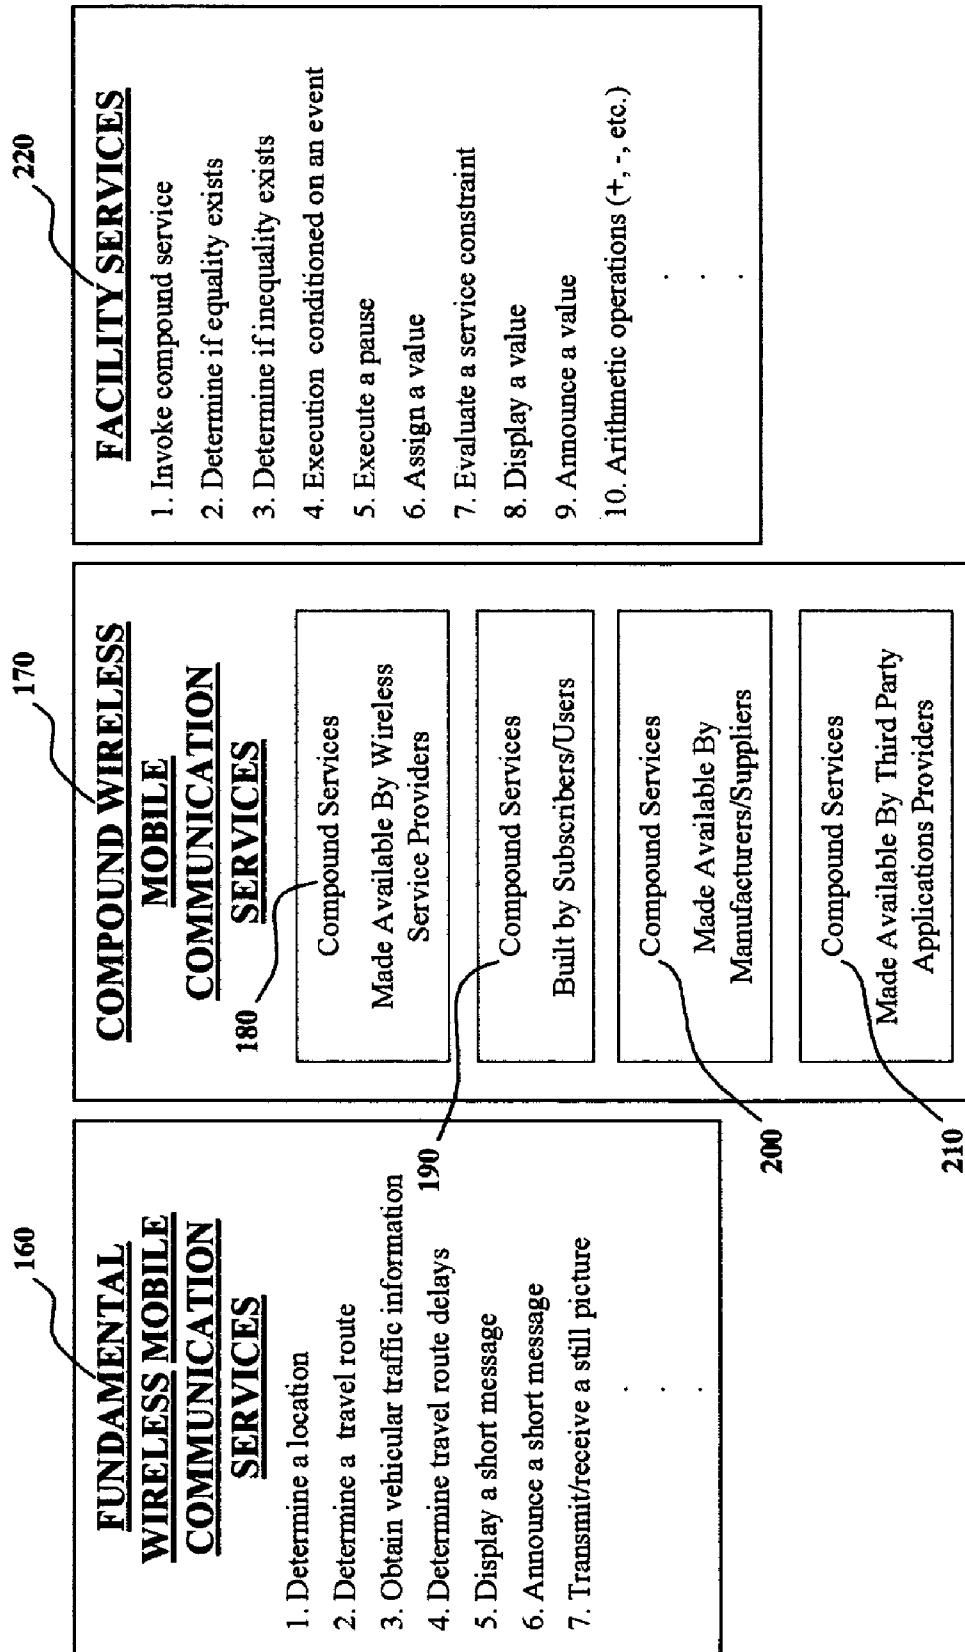 160
FUNDAMENTAL
WIRELESS MOBILE
COMMUNICATION
SERVICES
1. Determine a location
2. Determine a travel route
3. Obtain vehicular traffic information
4. Determine travel route delays
5. Display a short message
6. Announce a short message
7. Transmit/receive a still picture
.
.
.
170
COMPOUND WIRELESS
MOBILE
COMMUNICATION
SERVICES
180
Compound Services
Made Available By Wireless
Service Providers
190
Compound Services
Built by Subscribers/Users
200
Compound Services
Made Available By
Manufacturers/Suppliers
210
Compound Services
Made Available By Third Party
Applications Providers
220
FACILITY SERVICES
1. Invoke compound service
2. Determine if equality exists
3. Determine if inequality exists
4. Execution conditioned on an event
5. Execute a pause
6. Assign a value
7. Evaluate a service constraint
8. Display a value
9. Announce a value
10. Arithmetic operations (+, -, etc.)
.
.
.